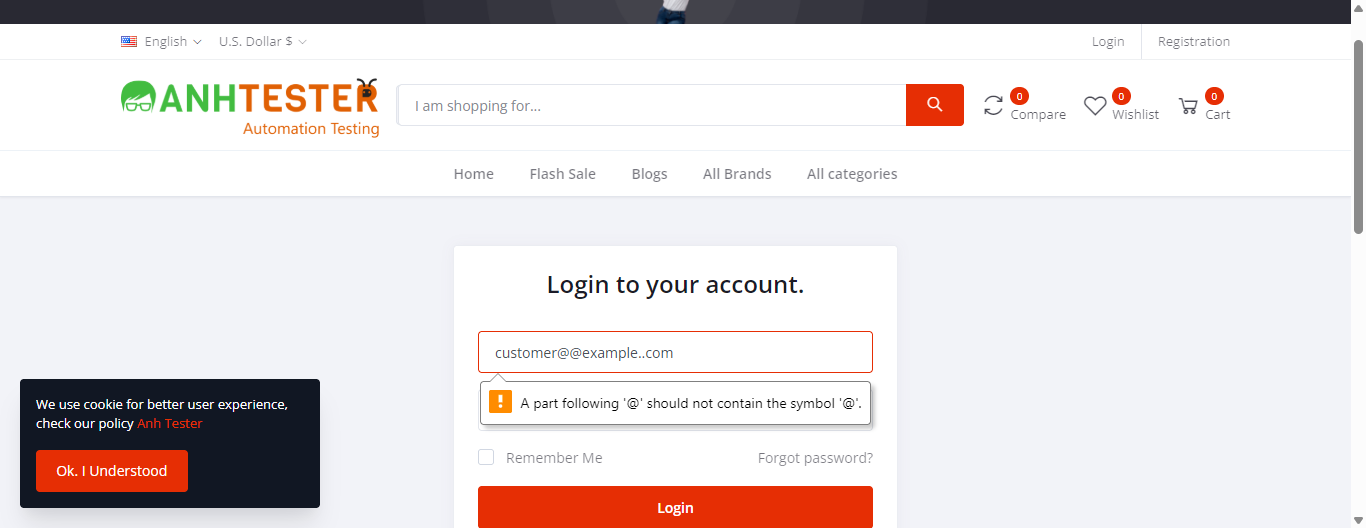 English U.S. Dollar $ Login Registration
ANHTESTER
Automation Testing
I am shopping for...
0 0 0
Compare Wishlist Cart
Home Flash Sale Blogs All Brands All categories
Login to your account.
customer@@example..com
A part following '@' should not contain the symbol '@'.
Remember Me Forgot password?
Login
We use cookie for better user experience,
check our policy Anh Tester
Ok. I Understood